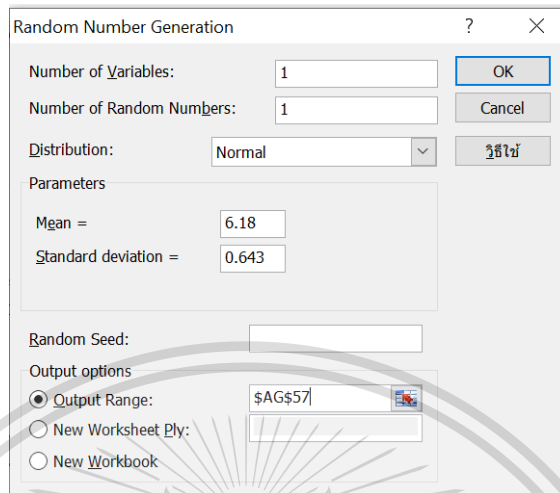 Random Number Generation ? ×
Number of Variables: 1 OK
Number of Random Numbers: 1 Cancel
Distribution: Normal วิธีใช้
Parameters
Mean = 6.18
Standard deviation = 0.643
Random Seed:
Output options
Output Range: $AG$57
New Worksheet Ply:
New Workbook